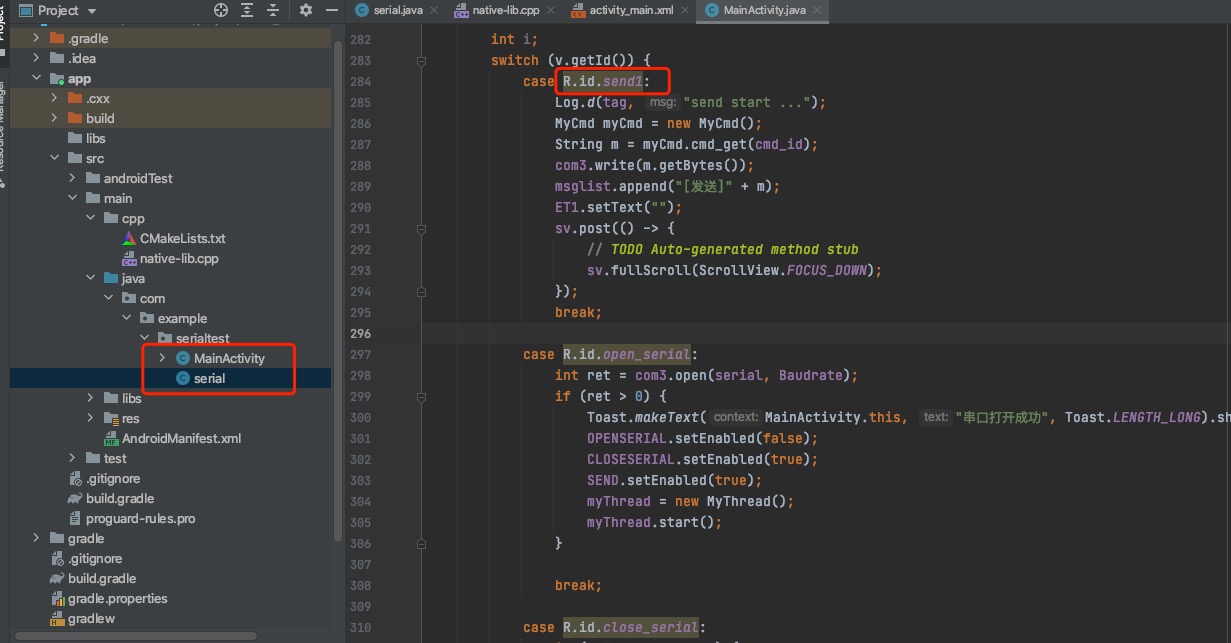 Project
serial.java
native-lib.cpp
activity_main.xml
MainActivity.java
Project
.gradle
.idea
app
.cxx
build
libs
src
androidTest
main
cpp
CMakeLists.txt
native-lib.cpp
java
com
example
serialtest
MainActivity
serial
libs
res
AndroidManifest.xml
test
.gitignore
build.gradle
proguard-rules.pro
gradle
.gitignore
build.gradle
gradle.properties
gradlew
282 int i;
283 switch (v.getId()) {
284 case R.id.send1:
285 Log.d(tag, msg: "send start ...");
286 MyCmd myCmd = new MyCmd();
287 String m = myCmd.cmd_get(cmd_id);
288 com3.write(m.getBytes());
289 msglist.append("[发送]" + m);
290 ET1.setText("");
291 sv.post(() -> {
292 // TODO Auto-generated method stub
293 sv.fullScroll(ScrollView.FOCUS_DOWN);
294 });
295 break;
296
297 case R.id.open_serial:
298 int ret = com3.open(serial, Baudrate);
299 if (ret > 0) {
300 Toast.makeText( context: MainActivity.this, text: "串口打开成功", Toast.LENGTH_LONG).sh
301 OPENSERIAL.setEnabled(false);
302 CLOSESERIAL.setEnabled(true);
303 SEND.setEnabled(true);
304 myThread = new MyThread();
305 myThread.start();
306 }
307
308 break;
309
310 case R.id.close_serial: